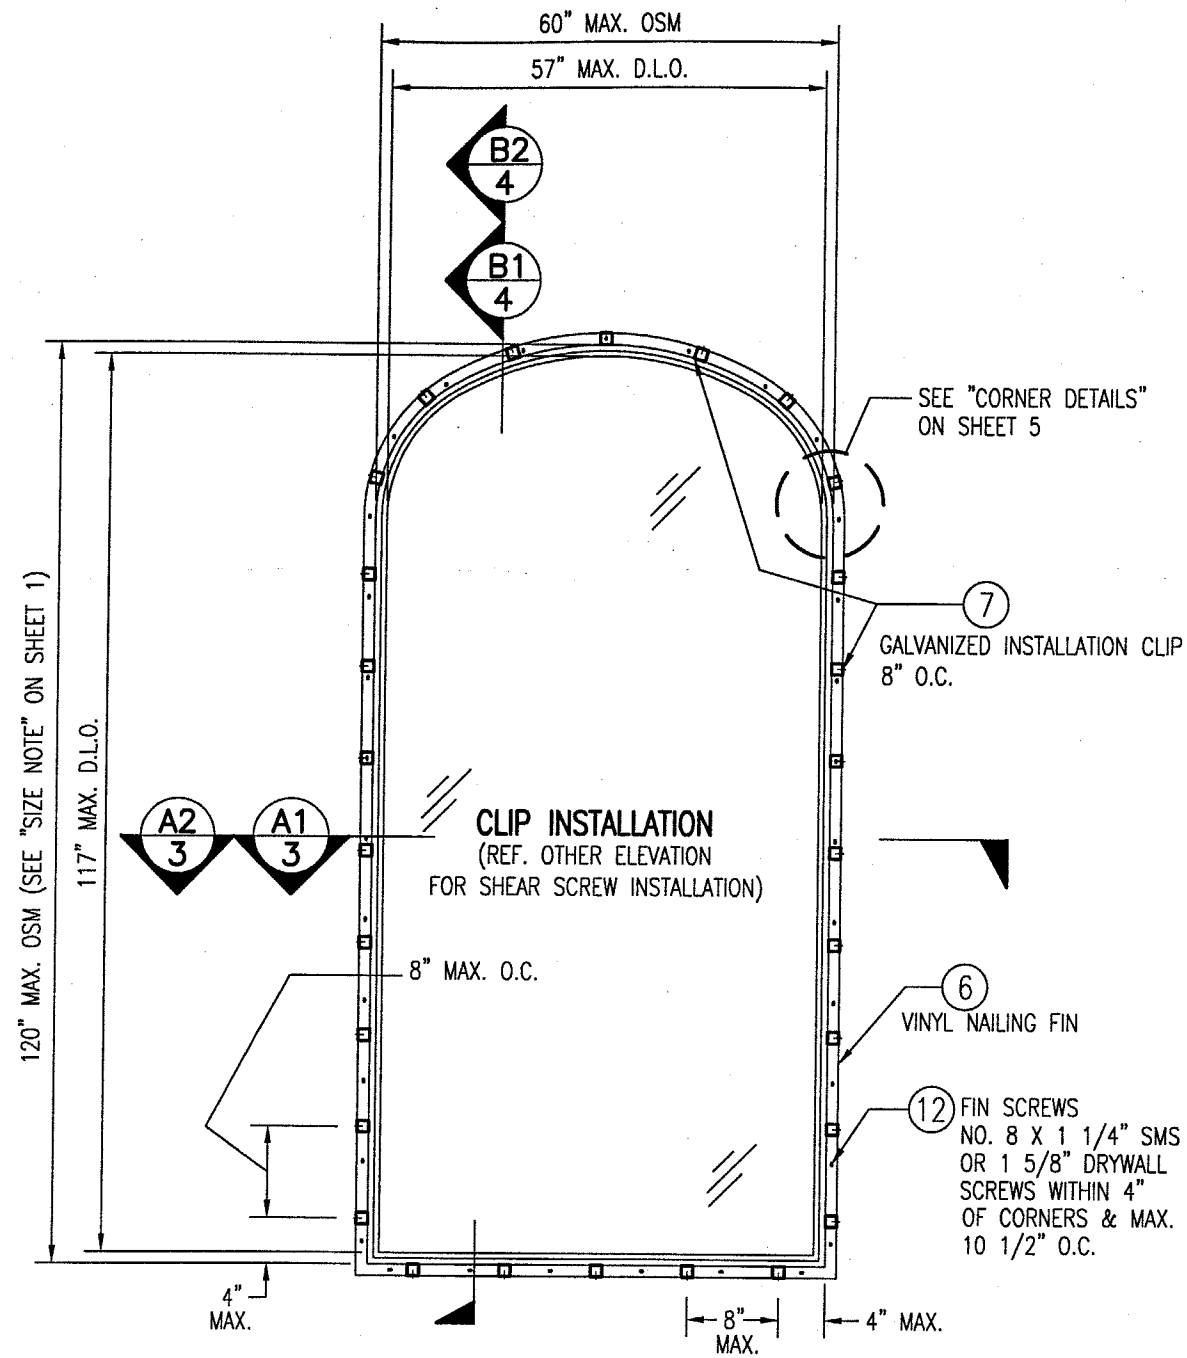 60" MAX. OSM
57" MAX. D.L.O.
B2
4
B1
4
SEE "CORNER DETAILS"
ON SHEET 5
7
GALVANIZED INSTALLATION CLIP
8" O.C.
120" MAX. OSM (SEE "SIZE NOTE" ON SHEET 1)
117" MAX. D.L.O.
A2
3
A1
3
CLIP INSTALLATION
(REF. OTHER ELEVATION
FOR SHEAR SCREW INSTALLATION)
8" MAX. O.C.
6
VINYL NAILING FIN
12
FIN SCREWS
NO. 8 X 1 1/4" SMS
OR 1 5/8" DRYWALL
SCREWS WITHIN 4"
OF CORNERS & MAX.
10 1/2" O.C.
4"
MAX.
8"
MAX.
4" MAX.